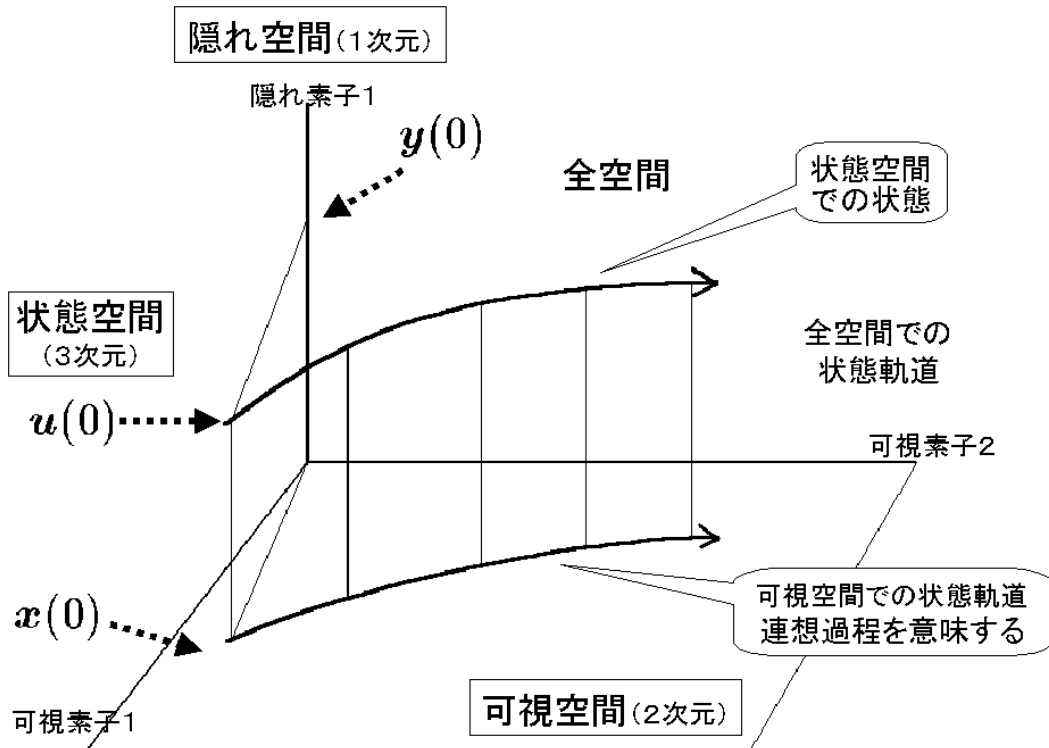 隠れ空間(1次元)
隠れ素子1
y(0)
全空間
状態空間
での状態
状態空間
(3次元)
全空間での
状態軌道
u(0)
可視素子2
x(0)
可視空間での状態軌道
連想過程を意味する
可視素子1
可視空間(2次元)